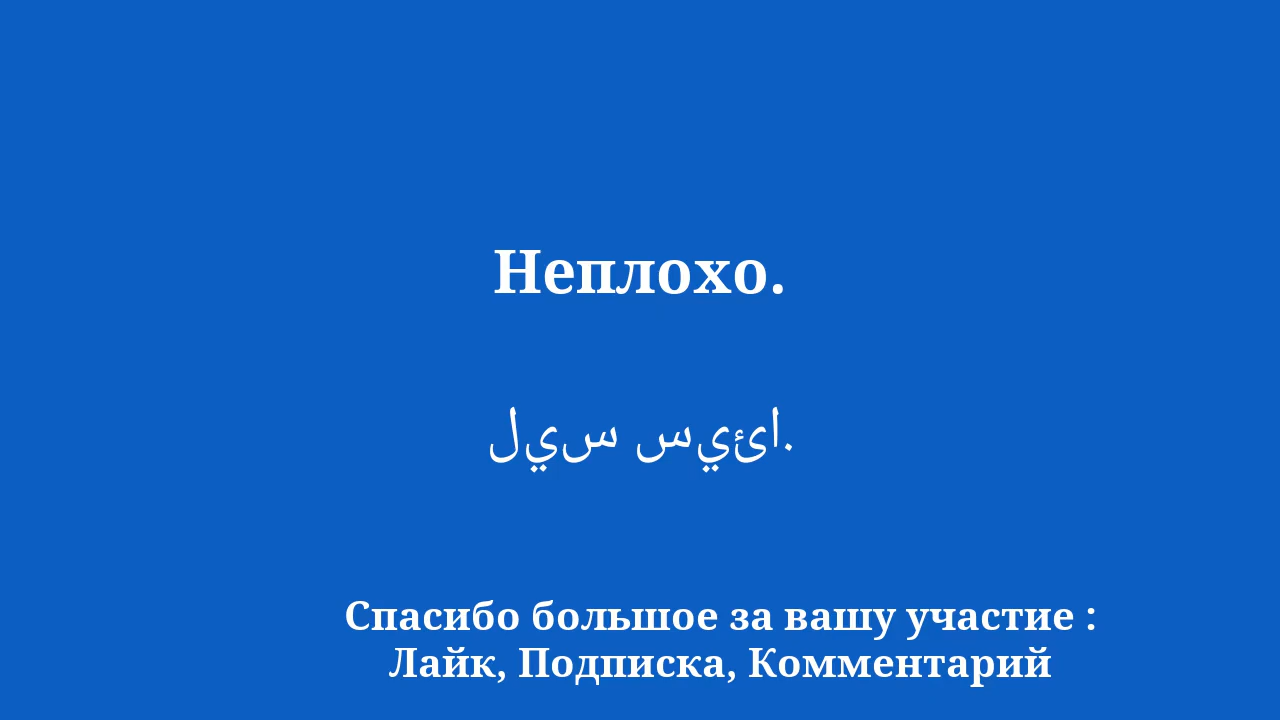 Неплохо.
ليس سيئا.
Спасибо большое за вашу участие :
Лайк, Подписка, Комментарий